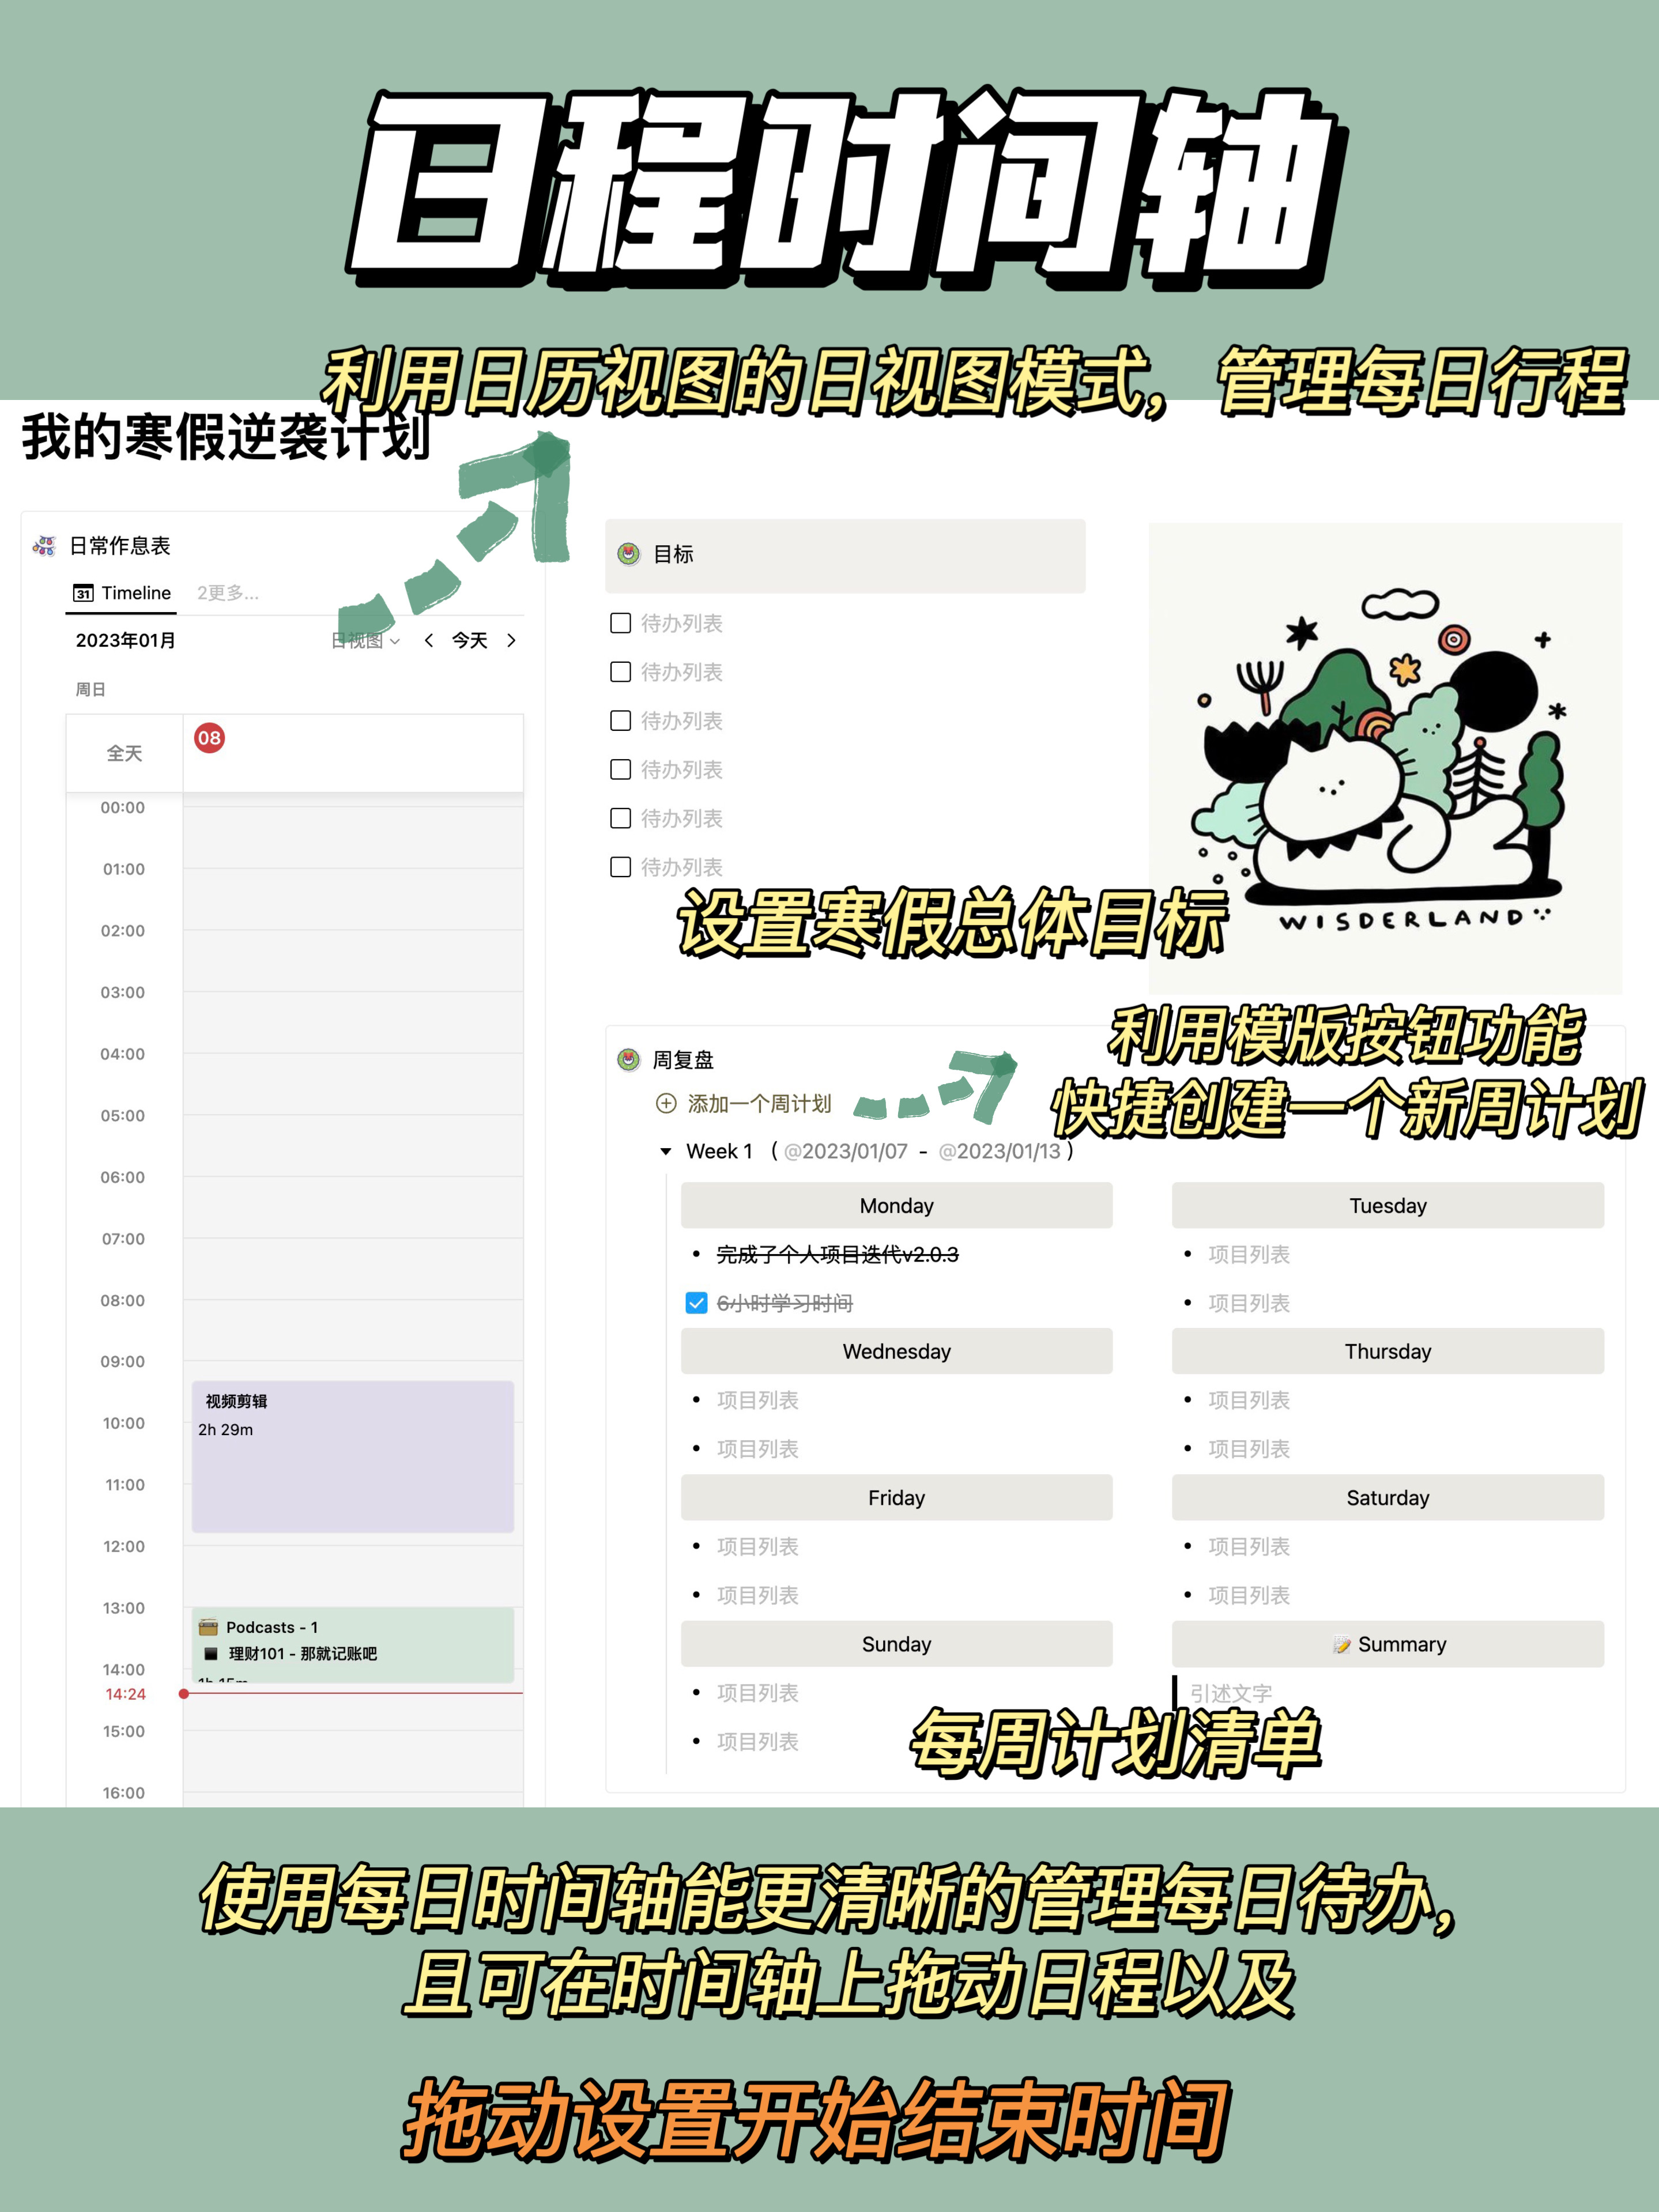 日程时间轴
利用日历视图的日视图模式，管理每日行程
我的寒假逆袭计划
日常作息表
31 Timeline 2更多...
2023年01月 日视图 今天
周日
全天 08
00:00
01:00
02:00
03:00
04:00
05:00
06:00
07:00
08:00
09:00
视频剪辑
10:00
2h 29m
11:00
12:00
13:00
Podcasts - 1
理财101 - 那就记账吧
14:00
1h 15m
14:24
15:00
16:00
目标
待办列表
待办列表
待办列表
待办列表
待办列表
待办列表
设置寒假总体目标
WISDERLAND
利用模版按钮功能
快捷创建一个新周计划
周复盘
添加一个周计划
Week 1 （@2023/01/07 - @2023/01/13）
Monday Tuesday
完成了个人项目迭代v2.0.3 项目列表
6小时学习时间 项目列表
Wednesday Thursday
项目列表 项目列表
项目列表 项目列表
Friday Saturday
项目列表 项目列表
项目列表 项目列表
Sunday Summary
项目列表 引述文字
项目列表
每周计划清单
使用每日时间轴能更清晰的管理每日待办，
且可在时间轴上拖动日程以及
拖动设置开始结束时间